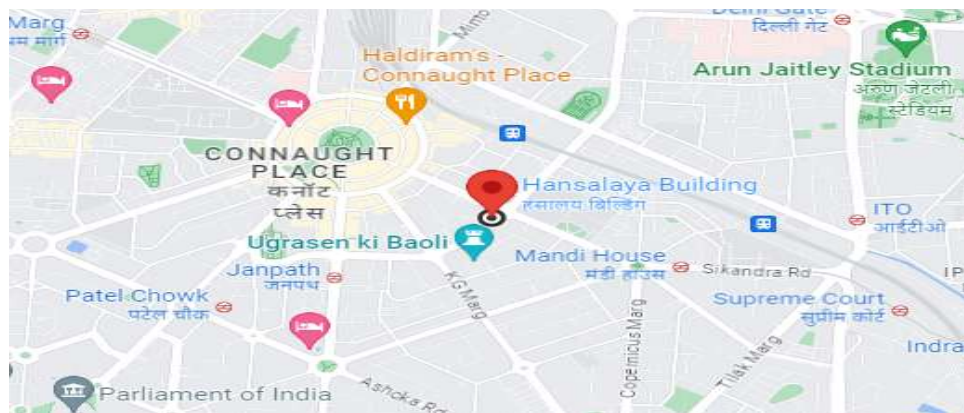 Marg
Mimo
Delhi Gate
दिल्ली गेट
Haldiram's -
Connaught Place
Arun Jaitley Stadium
अरुण जेटली
स्टेडियम
CONNAUGHT
PLACE
कनॉट
प्लेस
Hansalaya Building
हंसालय बिल्डिंग
ITO
आईटीओ
Ugrasen ki Baoli
Mandi House
मंडी हाउस
Sikandra Rd
Janpath
जनपथ
KG Marg
IP
Patel Chowk
पटेल चौक
Supreme Court
सुप्रीम कोर्ट
Copernicus Marg
Tilak Marg
Indra
Parliament of India
Ashoka Rd